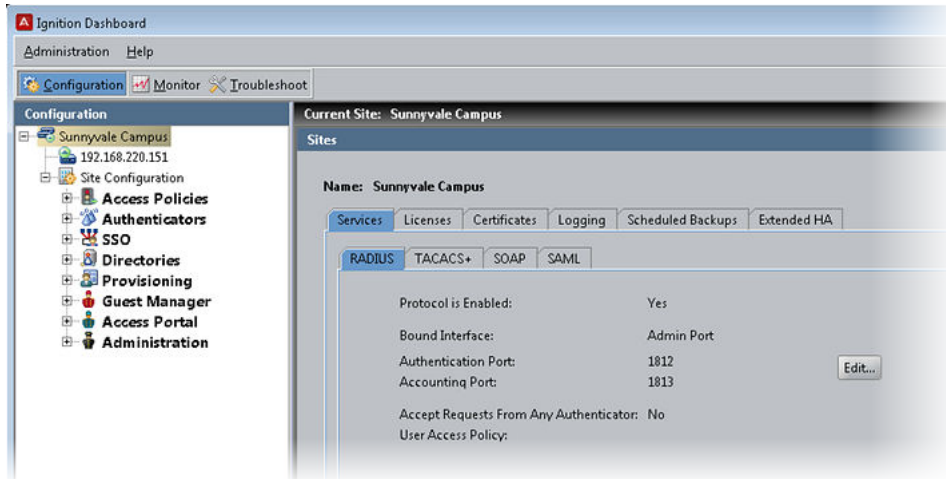 Ignition Dashboard
Administration Help
Configuration Monitor Troubleshoot
Configuration
Sunnyvale Campus
192.168.220.151
Site Configuration
Access Policies
Authenticators
SSO
Directories
Provisioning
Guest Manager
Access Portal
Administration
Current Site: Sunnyvale Campus
Sites
Name: Sunnyvale Campus
Services Licenses Certificates Logging Scheduled Backups Extended HA
RADIUS TACACS+ SOAP SAML
Protocol is Enabled: Yes
Bound Interface: Admin Port
Authentication Port: 1812
Accounting Port: 1813
Edit...
Accept Requests From Any Authenticator: No
User Access Policy: